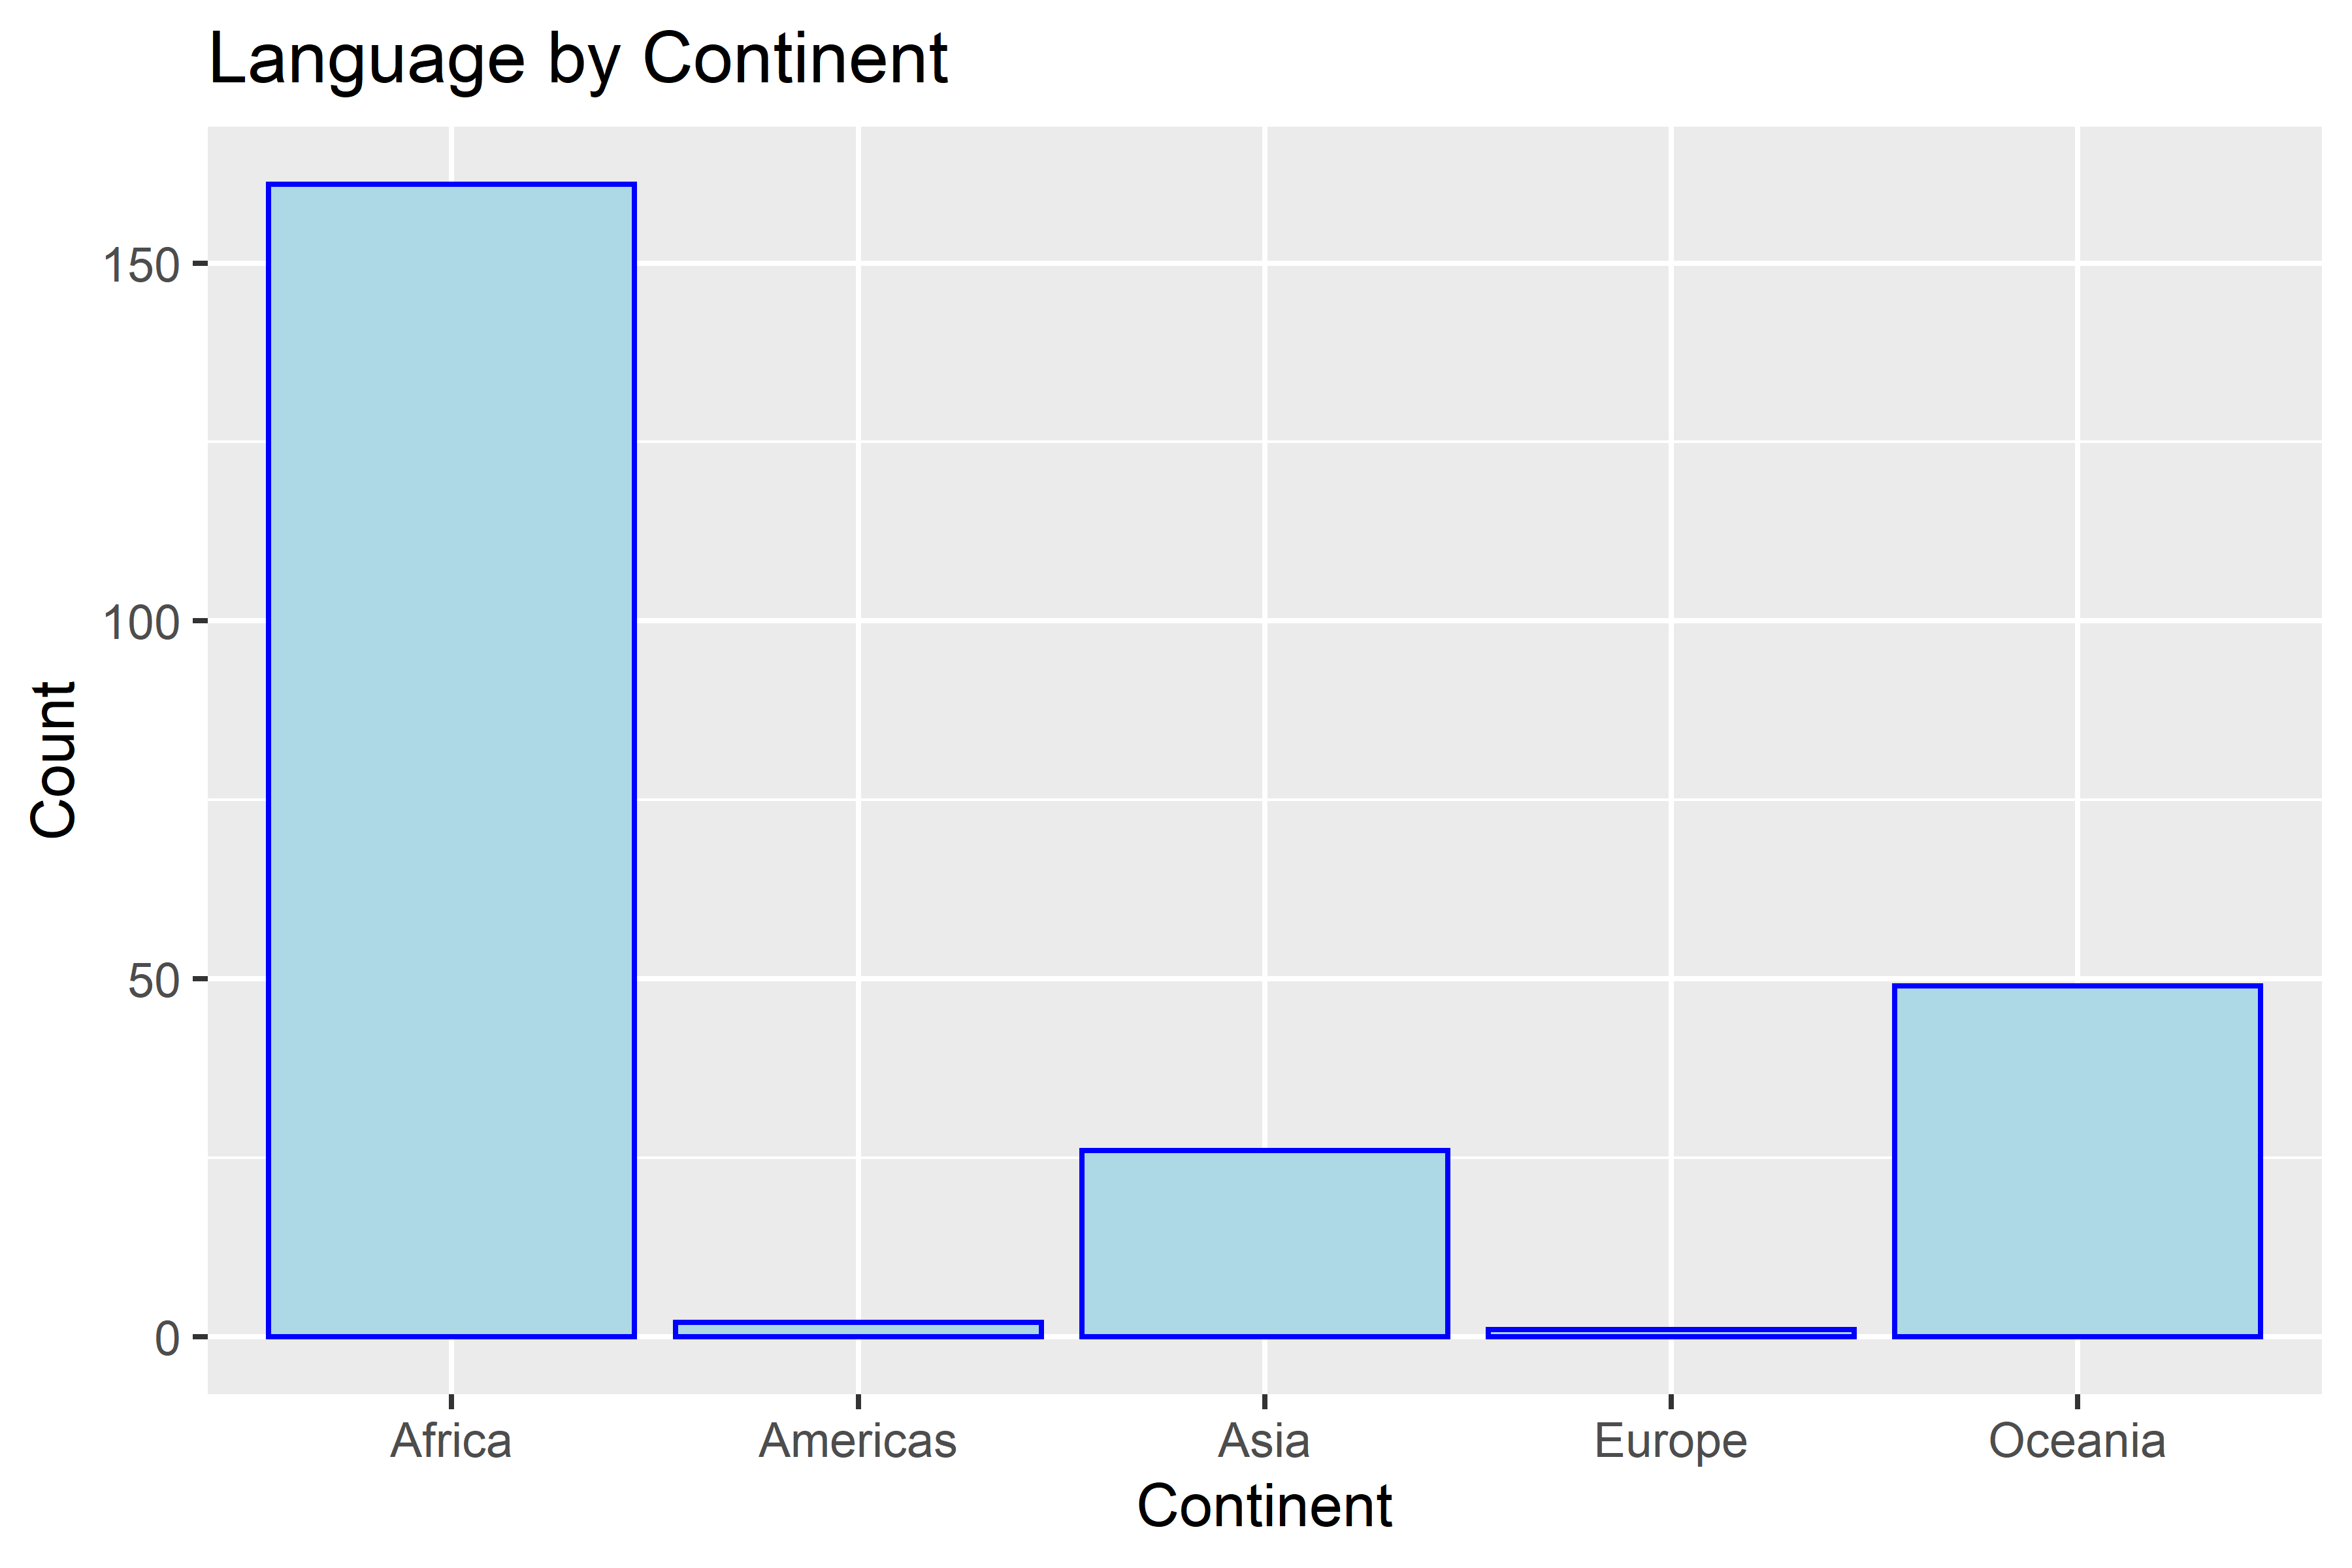 Language by Continent
150
100
50
0
Count
Africa Americas Asia Europe Oceania
Continent